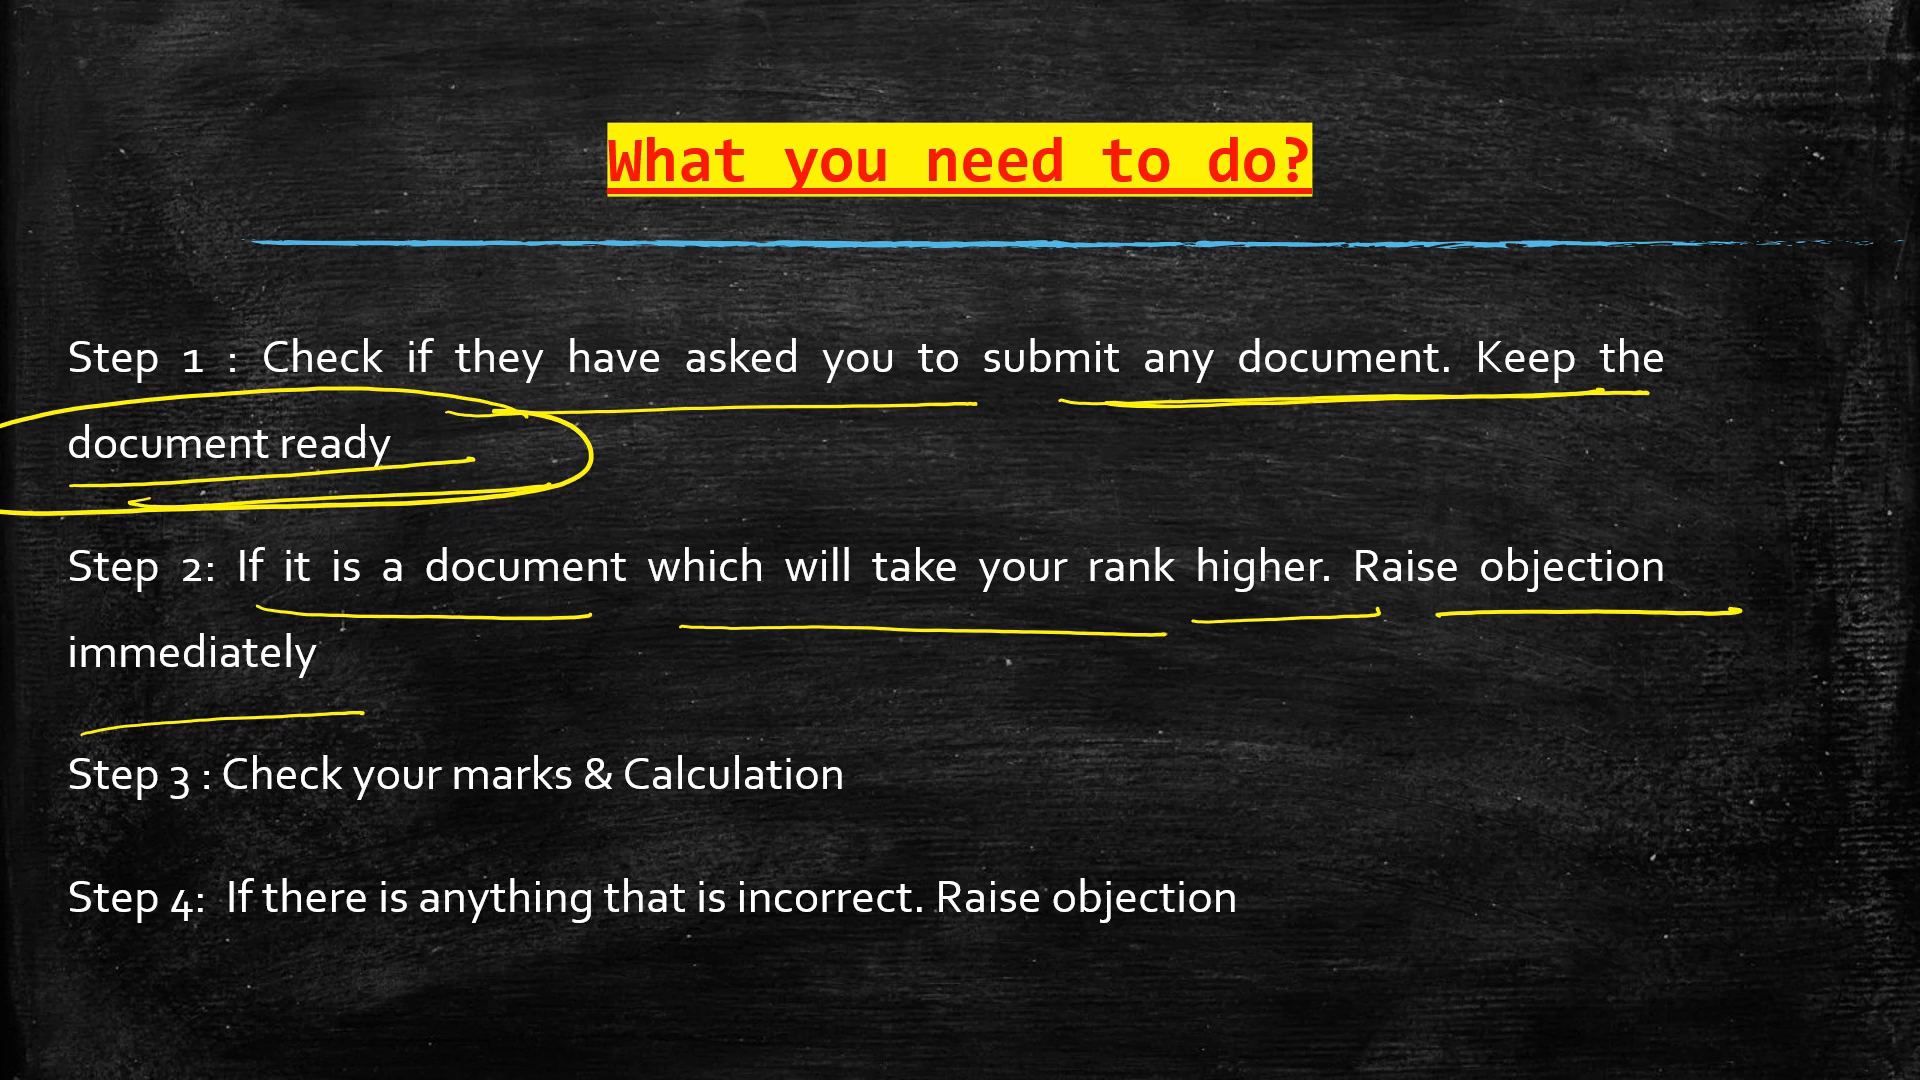 What you need to do?
Step 1 : Check if they have asked you to submit any document. Keep the
document ready
Step 2: If it is a document which will take your rank higher. Raise objection
immediately
Step 3 : Check your marks & Calculation
Step 4: If there is anything that is incorrect. Raise objection